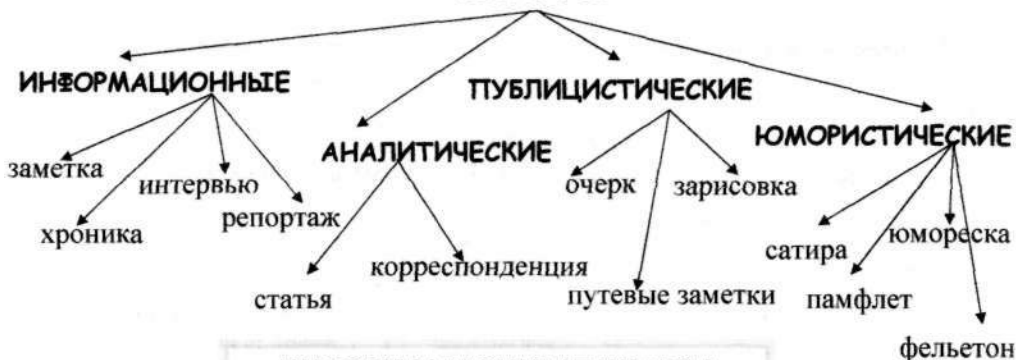 ИНФОРМАЦИОННЫЕ
ПУБЛИЦИСТИЧЕСКИЕ
АНАЛИТИЧЕСКИЕ
ЮМОРИСТИЧЕСКИЕ
заметка
интервью
хроника
репортаж
статья
корреспонденция
очерк
зарисовка
путевые заметки
сатира
юмореска
памфлет
фельетон